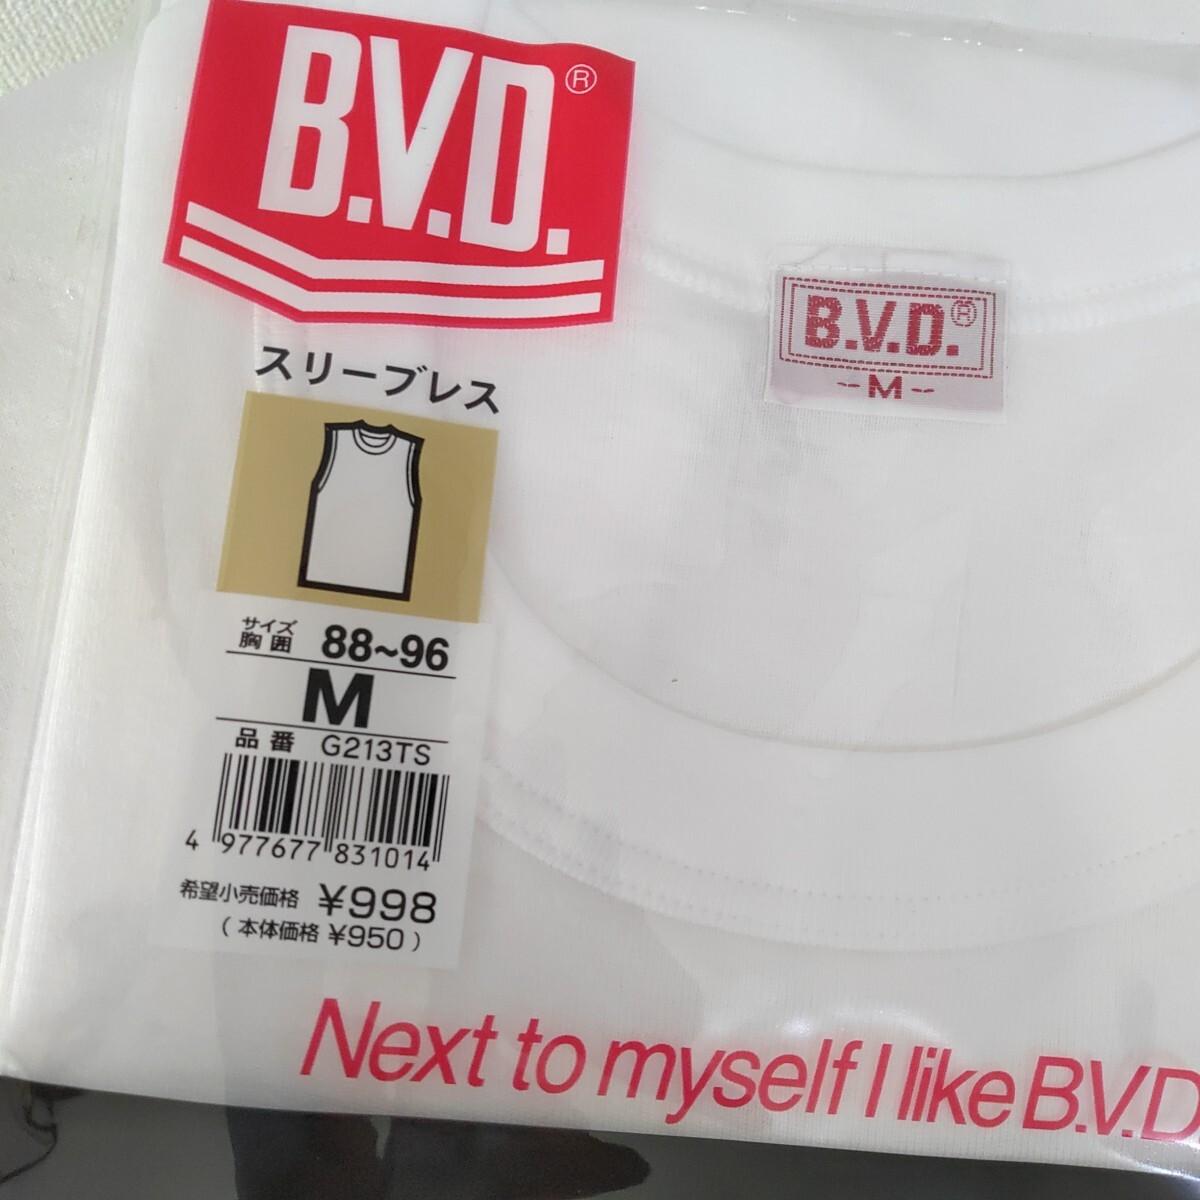 B.V.D.®
スリーブレス
サイズ
胸囲 88~96
M
品番 G213TS
4 977677 831014
希望小売価格 ¥998
(本体価格 ¥950)
B.V.D.®
--M--
Next to myself I like B.V.D.